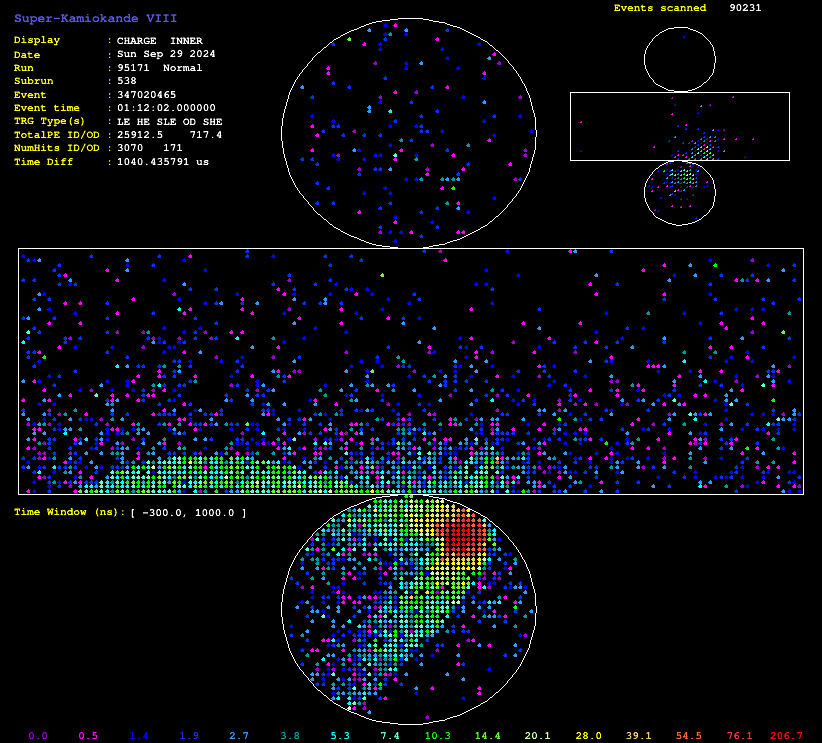 Super-Kamiokande VIII
Events scanned 90231
Display : CHARGE INNER
Date : Sun Sep 29 2024
Run : 95171 Normal
Subrun : 538
Event : 347020465
Event time : 01:12:02.000000
TRG Type(s) : LE HE SLE OD SHE
TotalPE ID/OD : 25912.5 717.4
NumHits ID/OD : 3070 171
Time Diff : 1040.435791 us
Time Window (ns): [ -300.0, 1000.0 ]
0.0 0.5 1.4 1.9 2.7 3.8 5.3 7.4 10.3 14.4 20.1 28.0 39.1 54.5 76.1 206.7